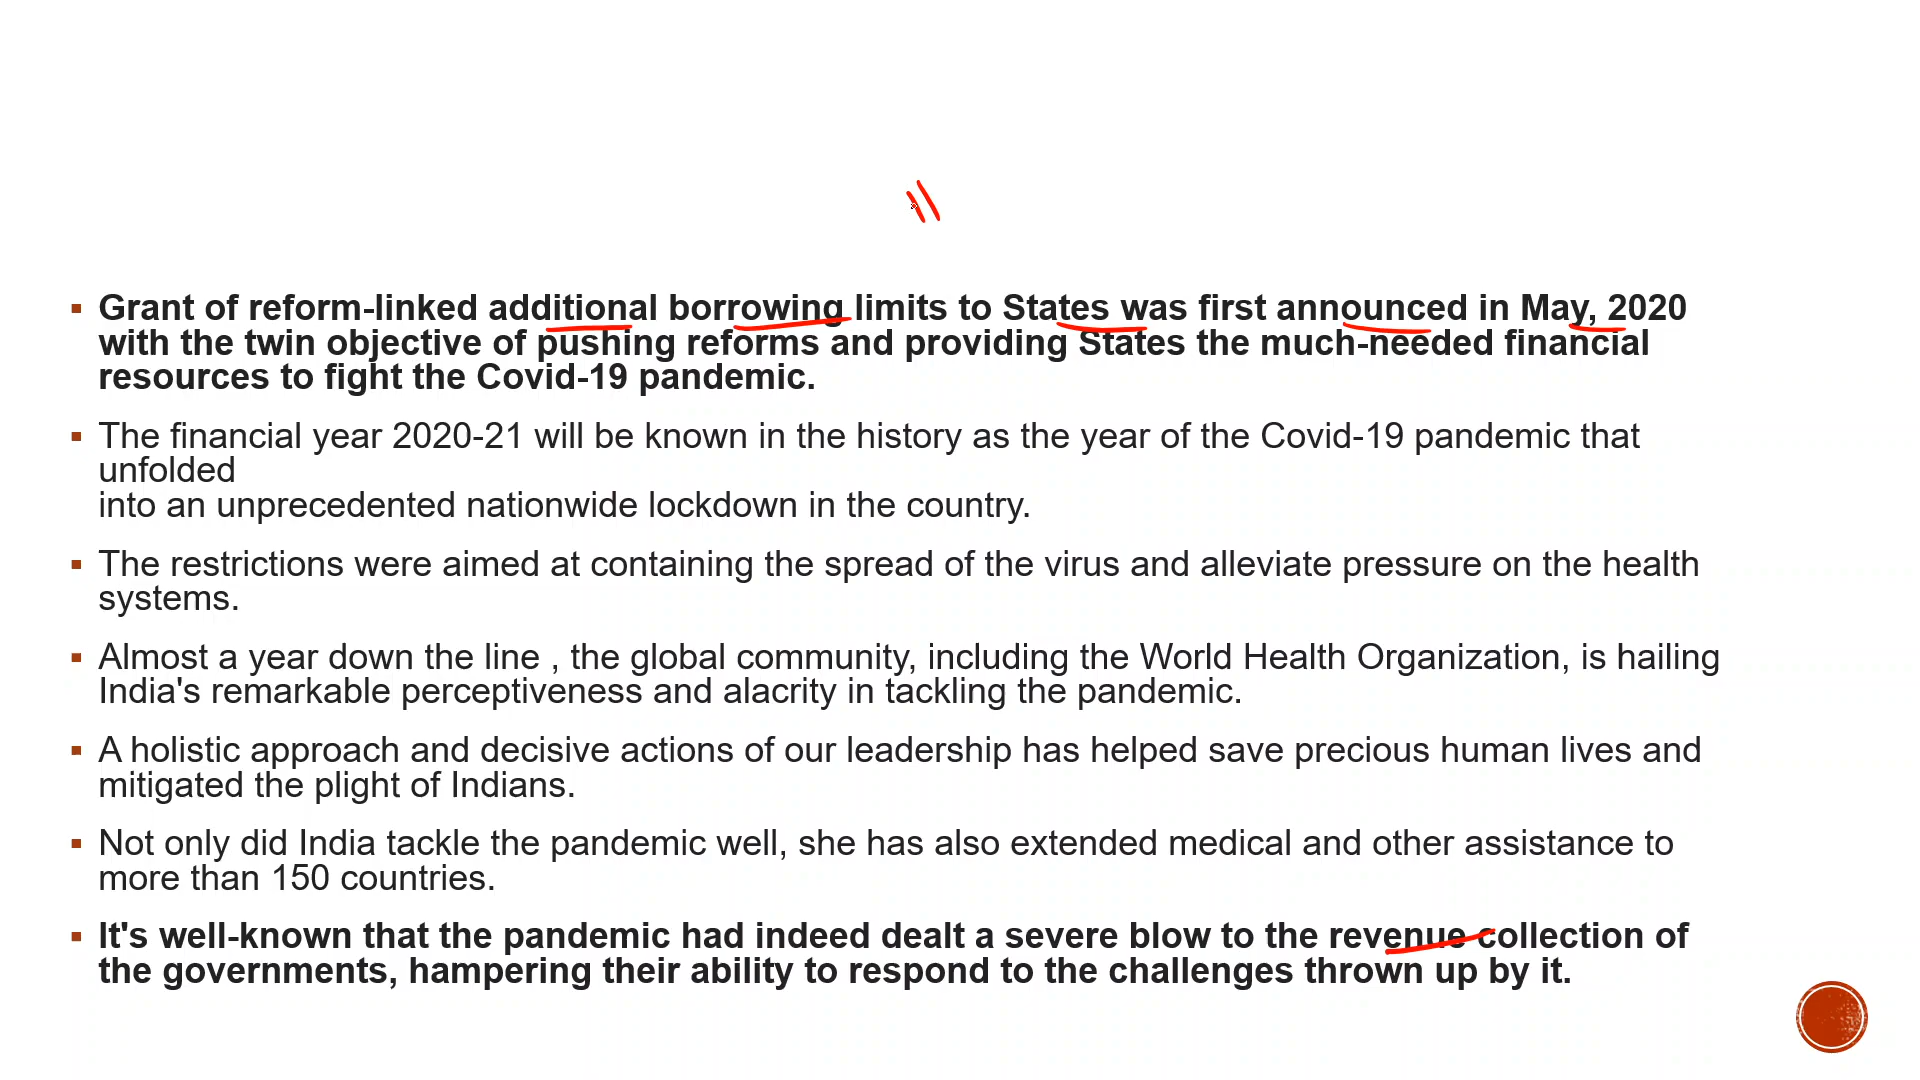 Grant of reform-linked additional borrowing limits to States was first announced in May, 2020
with the twin objective of pushing reforms and providing States the much-needed financial
resources to fight the Covid-19 pandemic.
The financial year 2020-21 will be known in the history as the year of the Covid-19 pandemic that
unfolded
into an unprecedented nationwide lockdown in the country.
The restrictions were aimed at containing the spread of the virus and alleviate pressure on the health
systems.
Almost a year down the line , the global community, including the World Health Organization, is hailing
India's remarkable perceptiveness and alacrity in tackling the pandemic.
A holistic approach and decisive actions of our leadership has helped save precious human lives and
mitigated the plight of Indians.
Not only did India tackle the pandemic well, she has also extended medical and other assistance to
more than 150 countries.
It's well-known that the pandemic had indeed dealt a severe blow to the revenue collection of
the governments, hampering their ability to respond to the challenges thrown up by it.